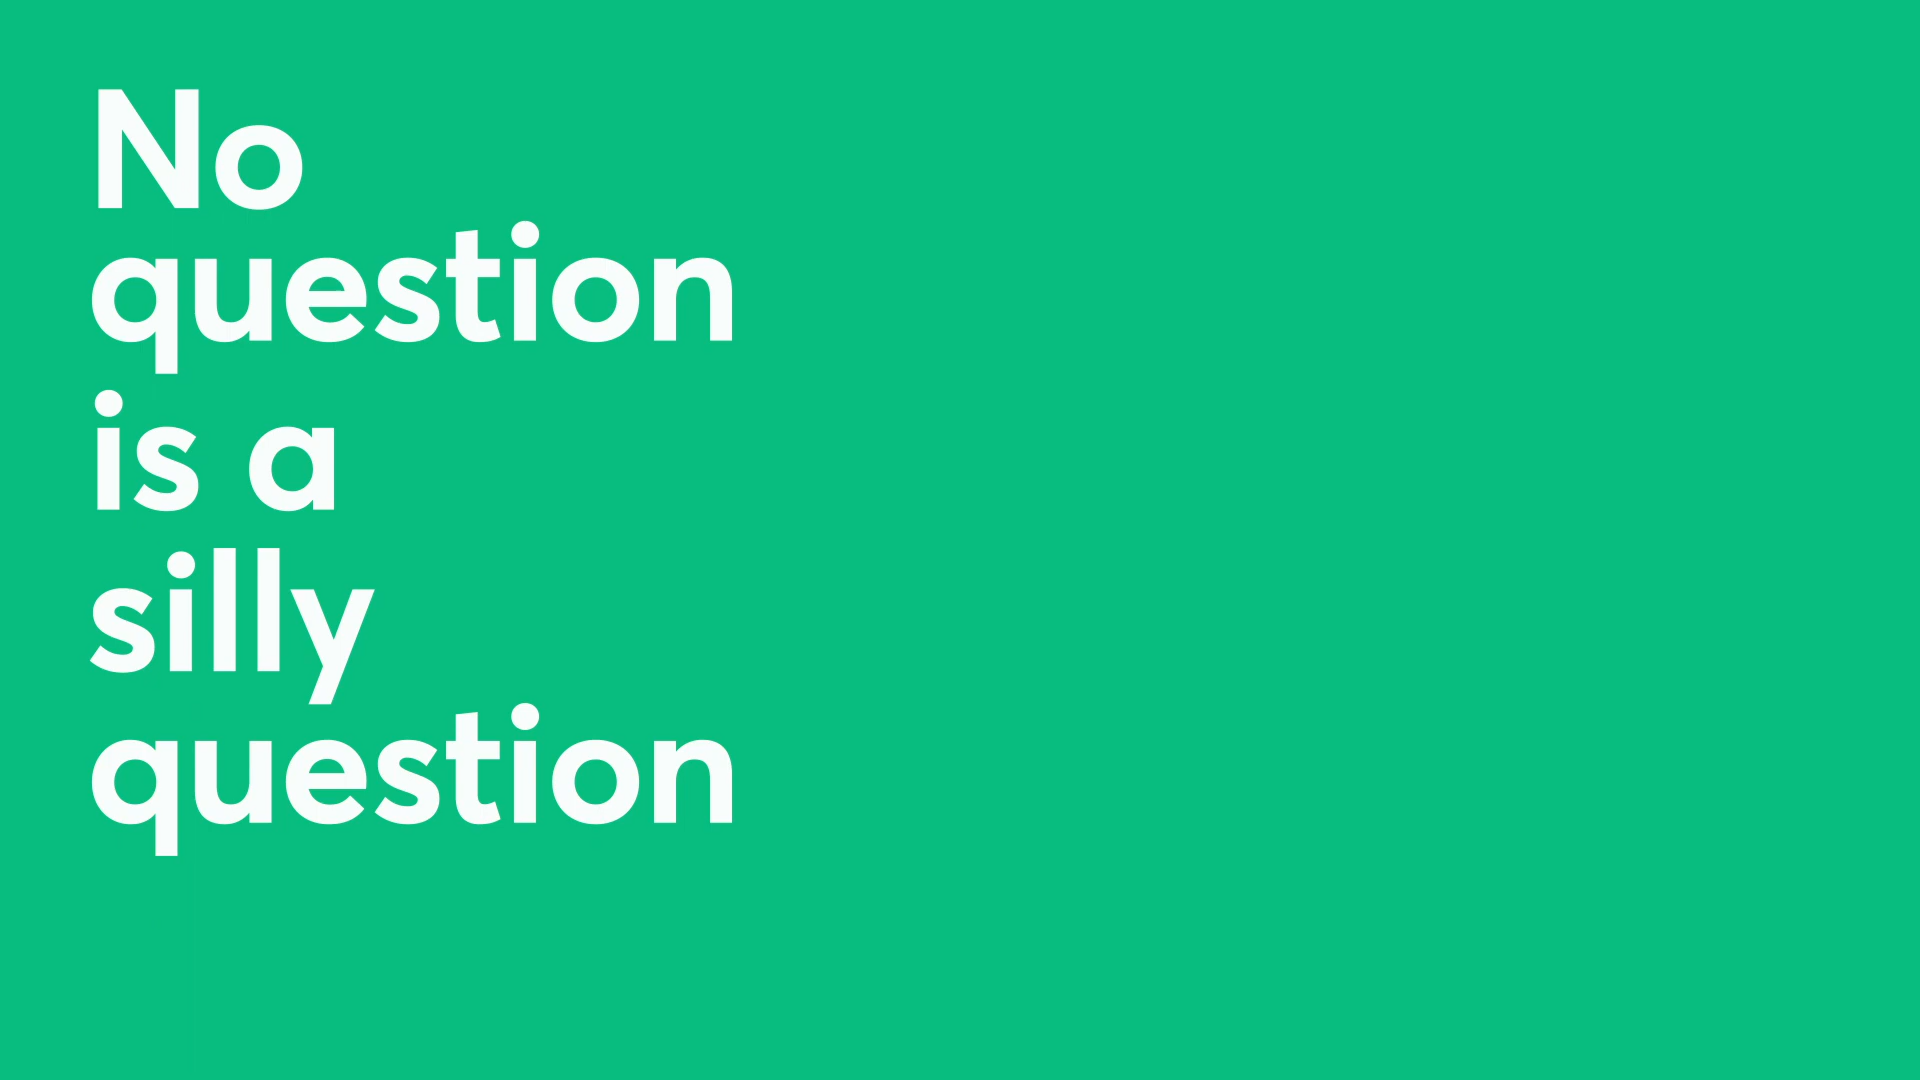 No
question
is a
silly
question